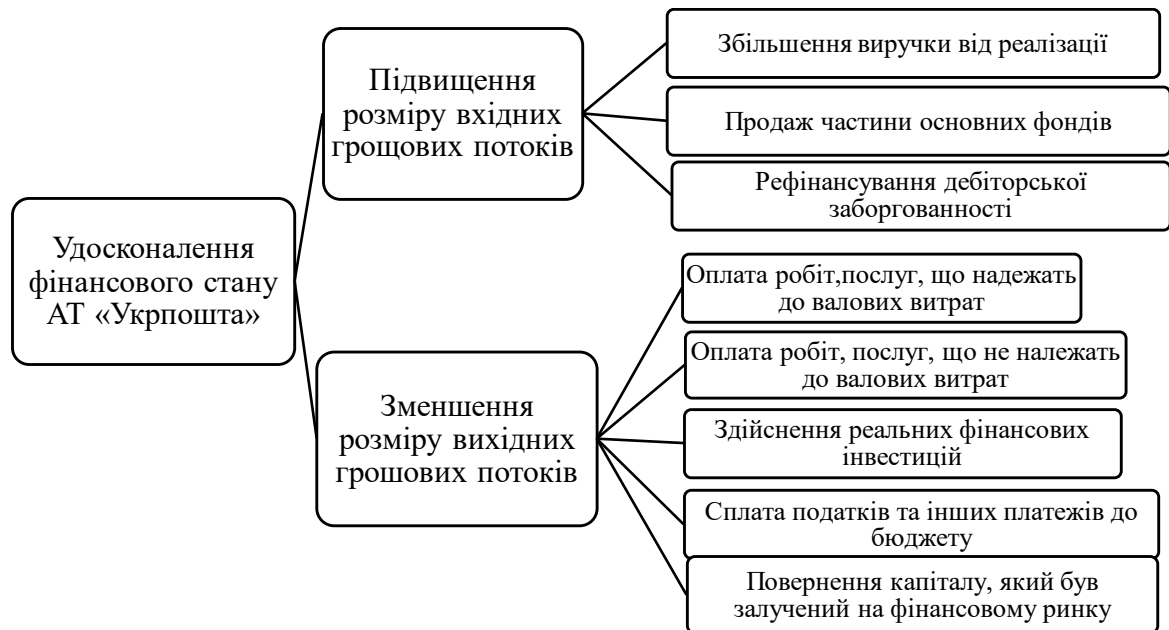 Удосконалення
фінансового стану
АТ «Укрпошта»
Підвищення
розміру вхідних
грощових потоків
Збільшення виручки від реалізації
Продаж частини основних фондів
Рефінансування дебіторської
заборгованності
Зменшення
розміру вихідних
грошових потоків
Оплата робіт,послуг, що надежать
до валових витрат
Оплата робіт, послуг, що не належать
до валових витрат
Здійснення реальних фінансових
інвестицій
Сплата податків та інших платежів до
бюджету
Повернення капіталу, який був
залучений на фінансовому ринку